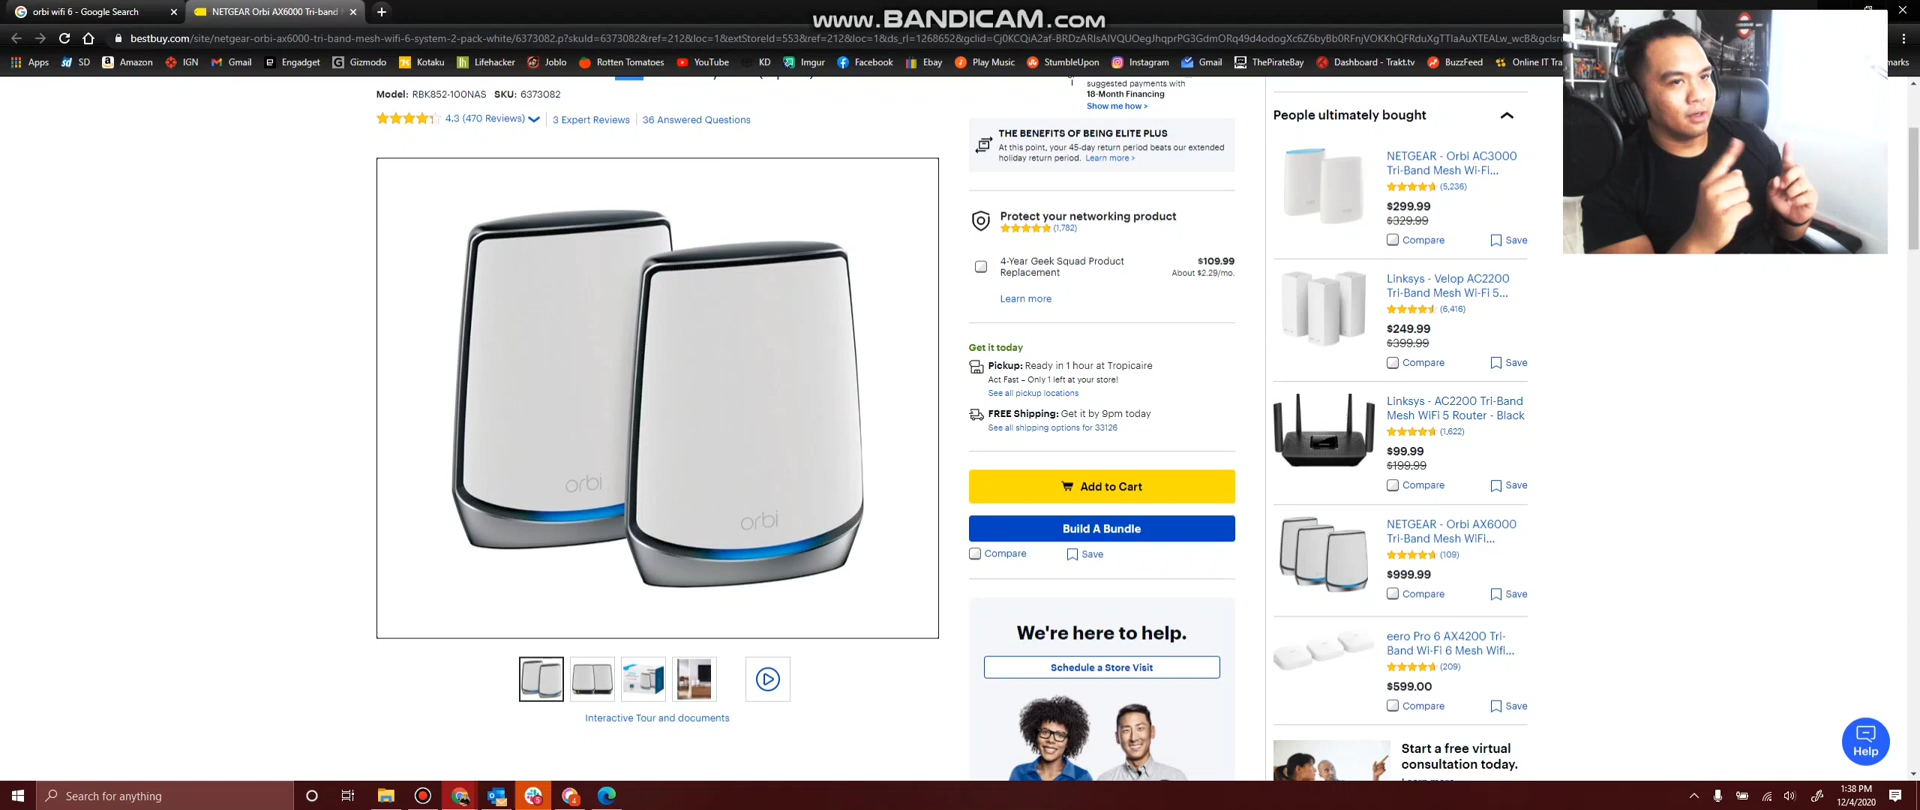 orbi wifi 6 - Google Search
NETGEAR Orbi AX6000 Tri-band
www.BANDICAM.com
bestbuy.com/site/netgear-orbi-ax6000-tri-band-mesh-wifi-6-system-2-pack-white/6373082.p?skuId=6373082&ref=212&loc=1&extStoreId=553&ref=212&loc=1&ds_rl=1268652
Apps SD Amazon IGN Gmail Engadget Gizmodo Kotaku Lifehacker Joblo Rotten Tomatoes YouTube KD Imgur Facebook Ebay Play Music StumbleUpon Instagram Gmail ThePirateBay Dashboard - Trakt.tv BuzzFeed Online IT Tra
Model: RBK852-100NAS SKU: 6373082
4.3 (470 Reviews) 3 Expert Reviews 36 Answered Questions
orbi
orbi
Interactive Tour and documents
suggested payments with
18-Month Financing
Show me how >
THE BENEFITS OF BEING ELITE PLUS
At this point, your 45-day return period beats our extended
holiday return period. Learn more >
Protect your networking product
(1,782)
4-Year Geek Squad Product
Replacement
$109.99
About $2.29/mo.
Learn more
Get it today
Pickup: Ready in 1 hour at Tropicaire
Act Fast – Only 1 left at your store!
See all pickup locations
FREE Shipping: Get it by 9pm today
See all shipping options for 33126
Add to Cart
Build A Bundle
Compare Save
We're here to help.
Schedule a Store Visit
People ultimately bought
NETGEAR - Orbi AC3000
Tri-Band Mesh Wi-Fi...
(5,236)
$299.99
$329.99
Compare Save
Linksys - Velop AC2200
Tri-Band Mesh Wi-Fi 5...
(6,416)
$249.99
$399.99
Compare Save
Linksys - AC2200 Tri-Band
Mesh WiFi 5 Router - Black
(1,622)
$99.99
$199.99
Compare Save
NETGEAR - Orbi AX6000
Tri-Band Mesh WiFi...
(109)
$999.99
Compare Save
eero Pro 6 AX4200 Tri-
Band Wi-Fi 6 Mesh Wifi...
(209)
$599.00
Compare Save
Start a free virtual
consultation today.
Help
Search for anything
1:38 PM
12/4/2020